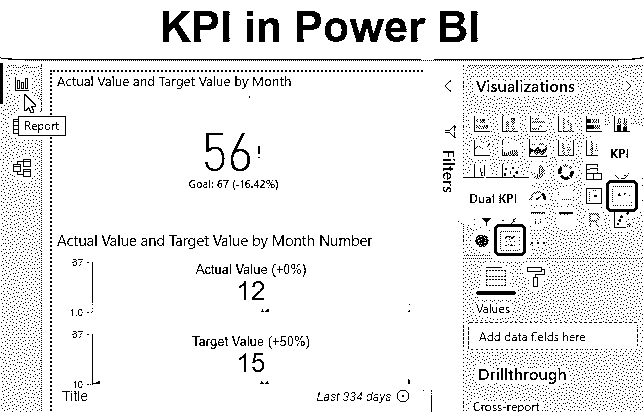 KPI in Power BI
Actual Value and Target Value by Month
56!
Goal: 67 (-16.42%)
Report
Actual Value and Target Value by Month Number
37
Actual Value (+0%)
12
1.0
37
Target Value (+50%)
15
10
Title
Last 334 days
Filters
Visualizations
KPI
Dual KPI
R
Values
Add data fields here
Drillthrough
Cross-report